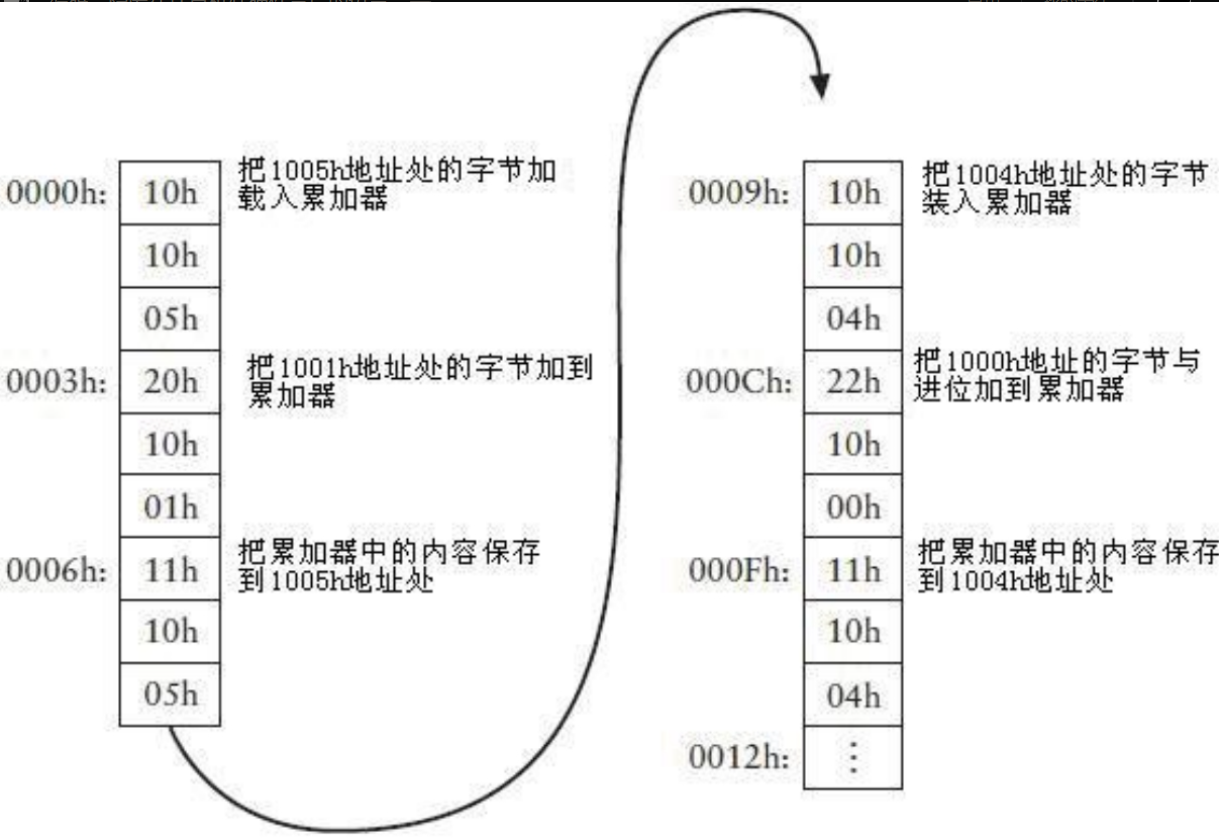 0000h:
10h
把1005h地址处的字节加
载入累加器
10h
05h
0003h:
20h
把1001h地址处的字节加到
累加器
10h
01h
0006h:
11h
把累加器中的内容保存
到1005h地址处
10h
05h
0009h:
10h
把1004h地址处的字节
装入累加器
10h
04h
000Ch:
22h
把1000h地址的字节与
进位加到累加器
10h
00h
000Fh:
11h
把累加器中的内容保存
到1004h地址处
10h
04h
0012h:
⋮